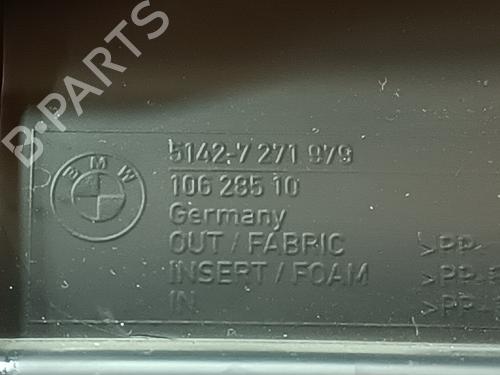 B-PARTS
BMW
5142-7 271 979
106 285 10
Germany
OUT / FABRIC >PP-
INSERT / FOAM >PP-
IN >PP-